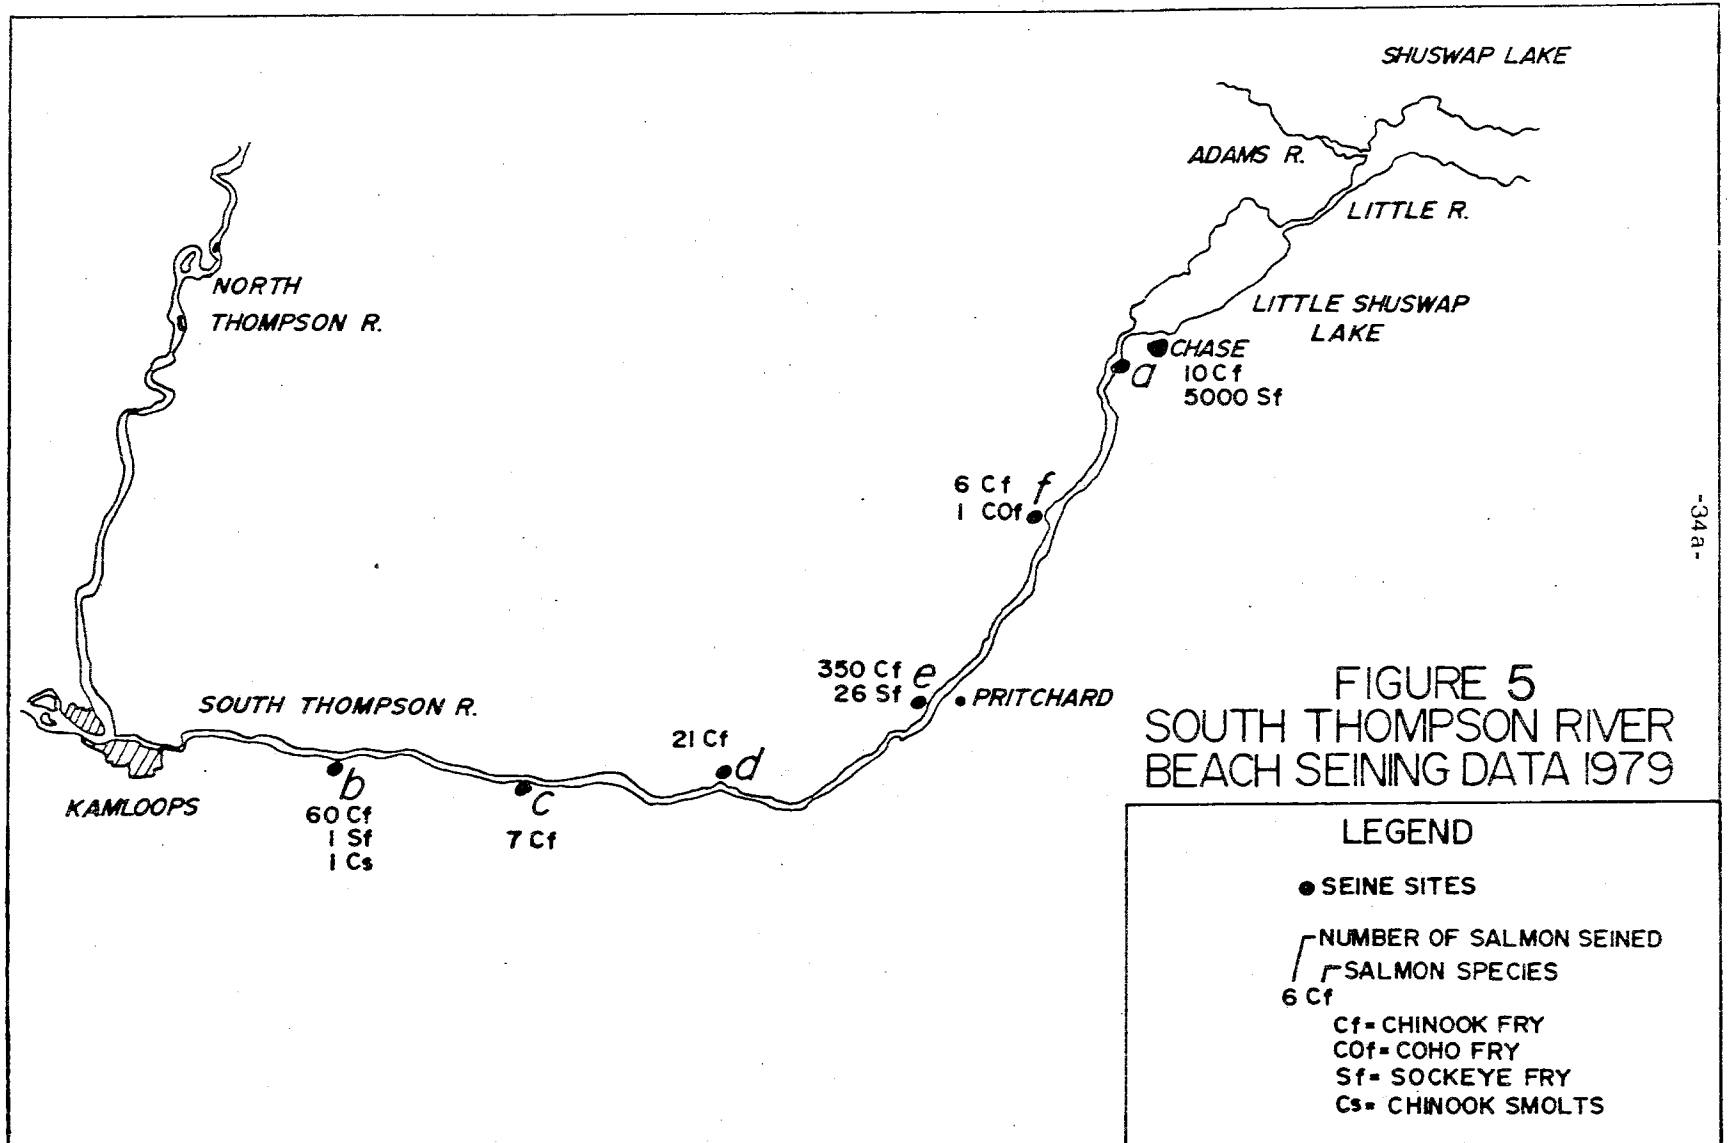 SHUSWAP LAKE
ADAMS R.
LITTLE R.
NORTH
THOMPSON R.
LITTLE SHUSWAP
LAKE
CHASE
a
10 Cf
5000 Sf
6 Cf f
1 COf
-34a-
350 Cf e
26 Sf
PRITCHARD
SOUTH THOMPSON R.
21 Cf
d
KAMLOOPS
b
60 Cf
1 Sf
1 Cs
c
7 Cf
FIGURE 5
SOUTH THOMPSON RIVER
BEACH SEINING DATA 1979
LEGEND
SEINE SITES
NUMBER OF SALMON SEINED
SALMON SPECIES
6 Cf
Cf= CHINOOK FRY
COf= COHO FRY
Sf= SOCKEYE FRY
Cs= CHINOOK SMOLTS